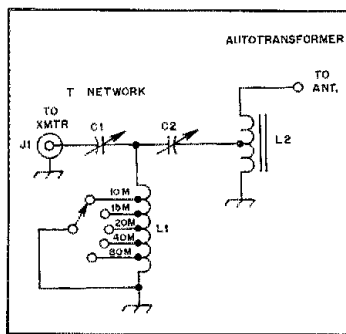 AUTOTRANSFORMER
TO
ANT.
T NETWORK
TO
XMTR
C1
C2
J1
L2
10M
15M
20M
40M
80M
L1